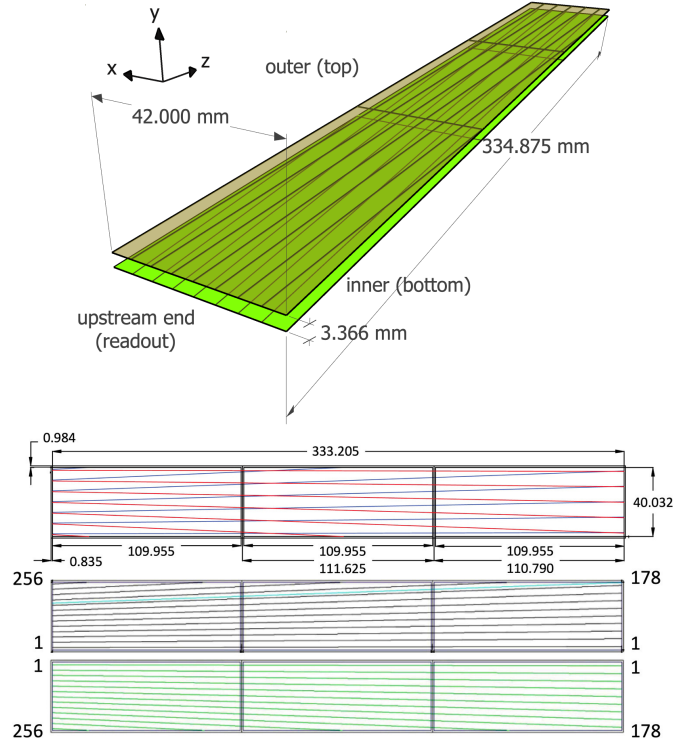 y
x
z
outer (top)
42.000 mm
334.875 mm
inner (bottom)
upstream end
(readout)
3.366 mm
0.984
333.205
40.032
109.955
109.955
109.955
0.835
111.625
110.790
256
178
1
1
1
1
256
178